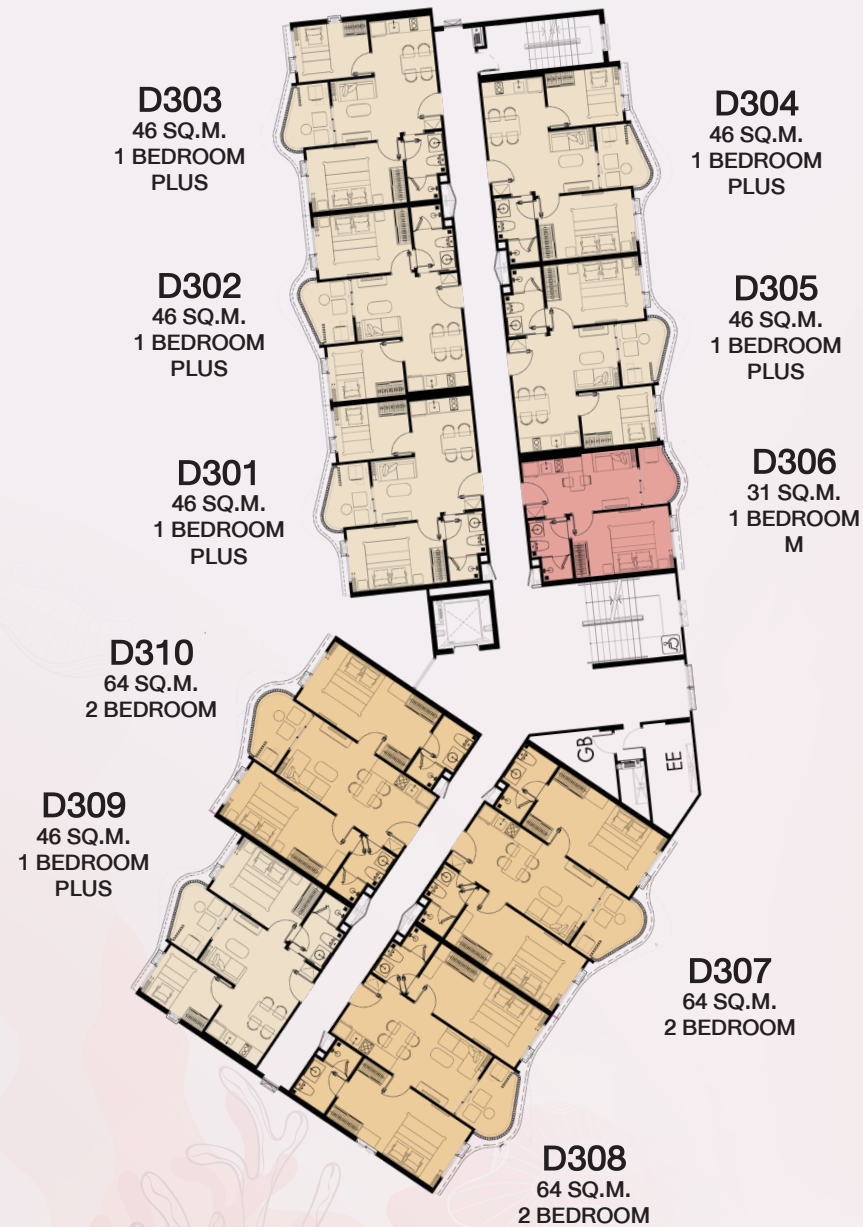 D303
46 SQ.M.
1 BEDROOM
PLUS
D304
46 SQ.M.
1 BEDROOM
PLUS
D302
46 SQ.M.
1 BEDROOM
PLUS
D305
46 SQ.M.
1 BEDROOM
PLUS
D301
46 SQ.M.
1 BEDROOM
PLUS
D306
31 SQ.M.
1 BEDROOM
M
D310
64 SQ.M.
2 BEDROOM
GB
EE
D309
46 SQ.M.
1 BEDROOM
PLUS
D307
64 SQ.M.
2 BEDROOM
D308
64 SQ.M.
2 BEDROOM